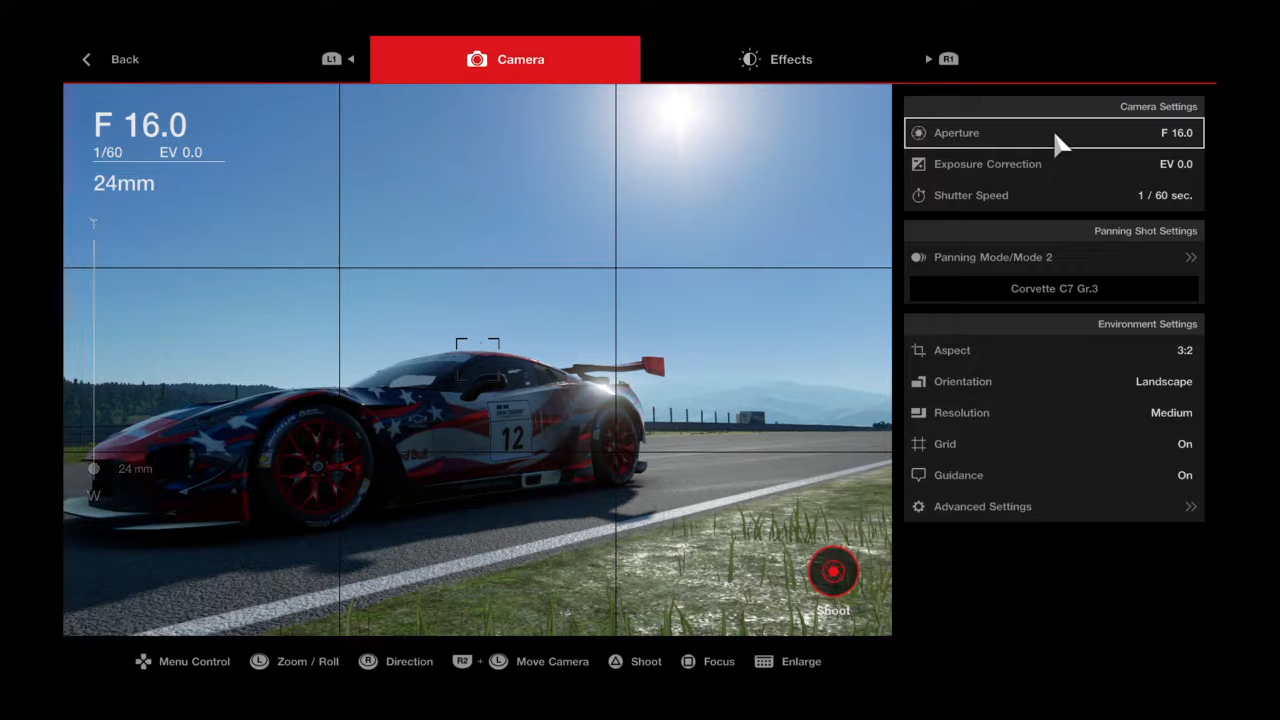 Back
L1
Camera
Effects
R1
F 16.0
1/60 EV 0.0
24mm
T
24 mm
W
12
Shoot
Camera Settings
Aperture F 16.0
Exposure Correction EV 0.0
Shutter Speed 1 / 60 sec.
Panning Shot Settings
Panning Mode/Mode 2
Corvette C7 Gr.3
Environment Settings
Aspect 3:2
Orientation Landscape
Resolution Medium
Grid On
Guidance On
Advanced Settings
Menu Control L Zoom / Roll R Direction R2 + L Move Camera Shoot Focus Enlarge